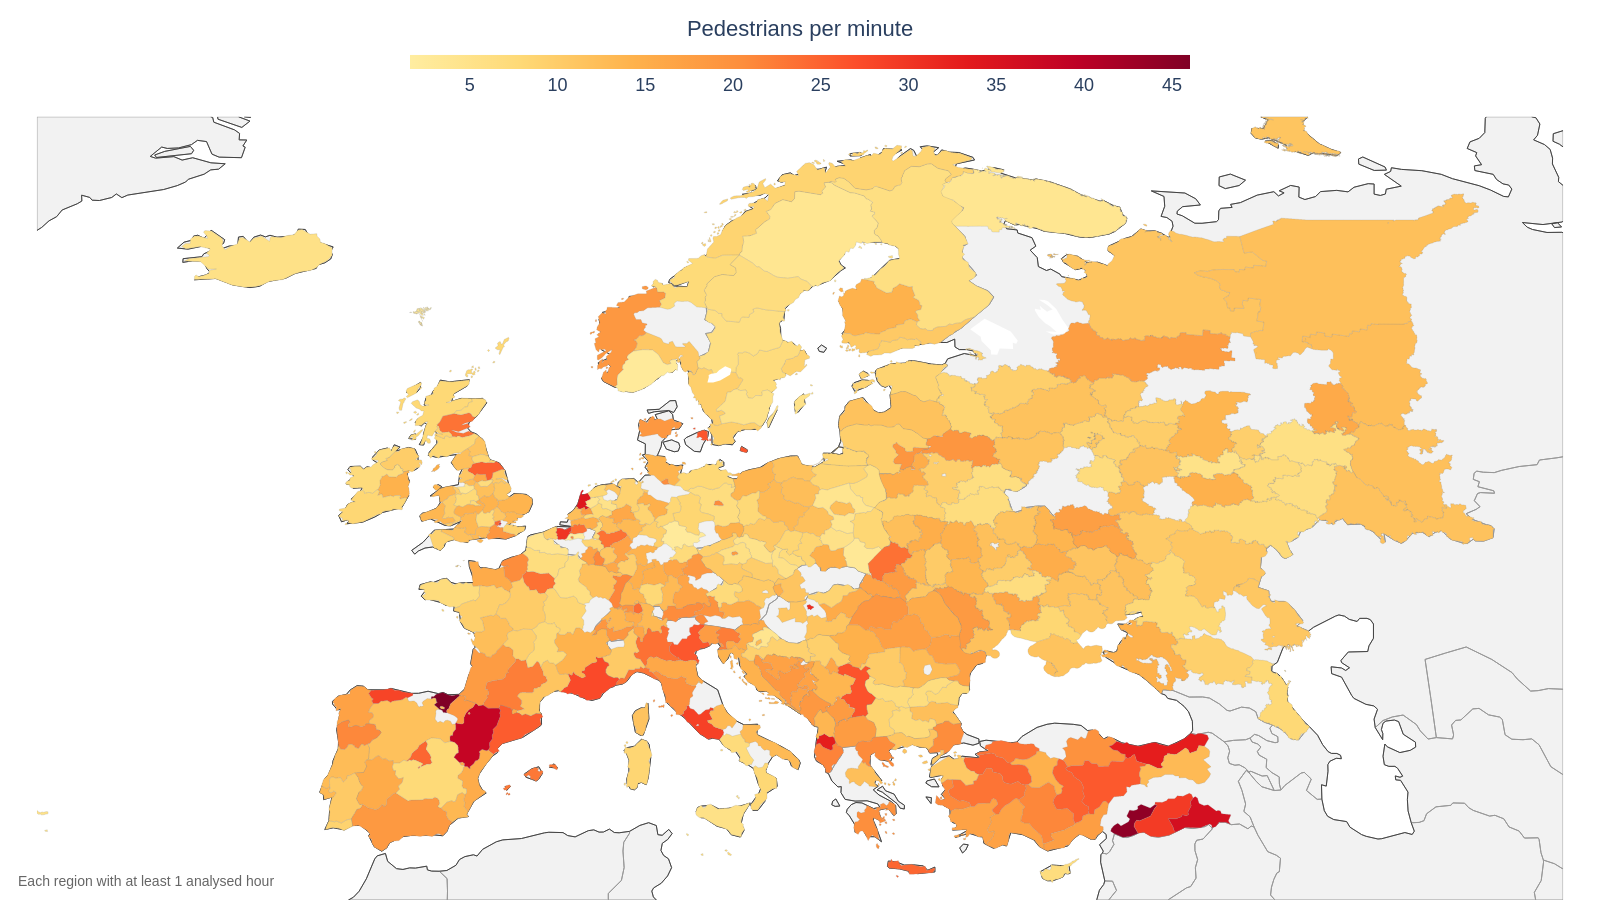 Pedestrians per minute
5 10 15 20 25 30 35 40 45
Each region with at least 1 analysed hour